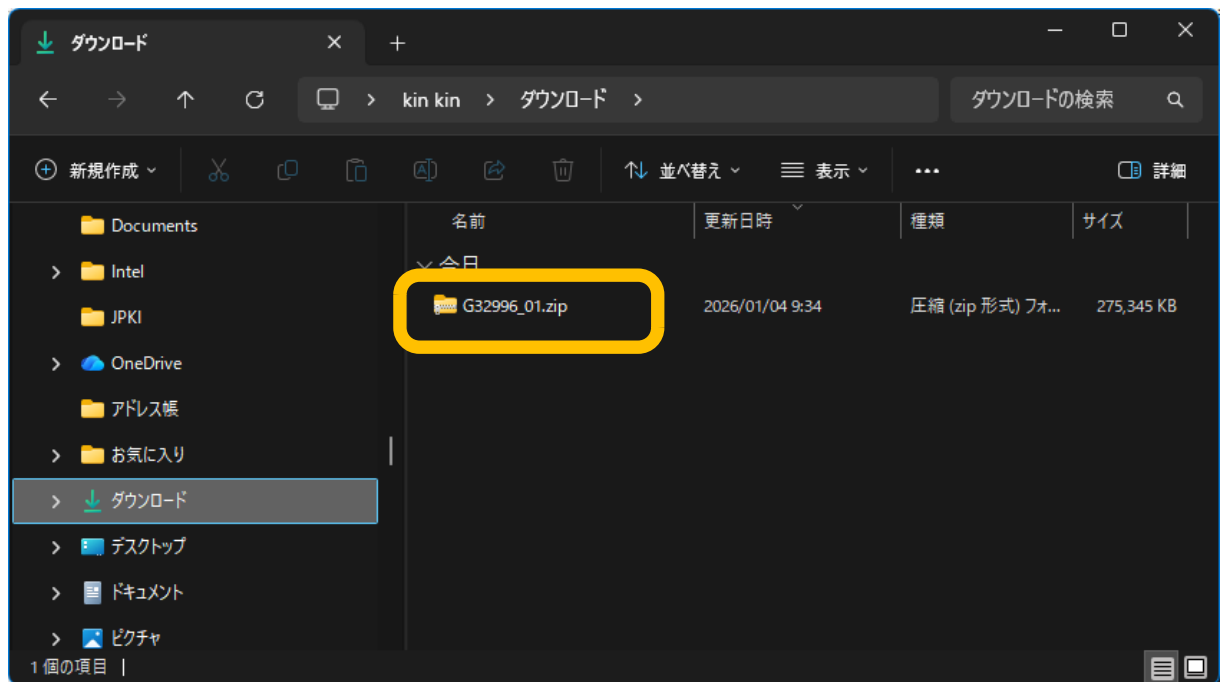 ダウンロード
kin kin ダウンロード ダウンロードの検索
新規作成 並べ替え 表示 ... 詳細
名前 更新日時 種類 サイズ
Documents
Intel
JPKI
OneDrive
アドレス帳
お気に入り
ダウンロード
デスクトップ
ドキュメント
ピクチャ
今日
G32996_01.zip 2026/01/04 9:34 圧縮 (zip 形式) フォ... 275,345 KB
1 個の項目